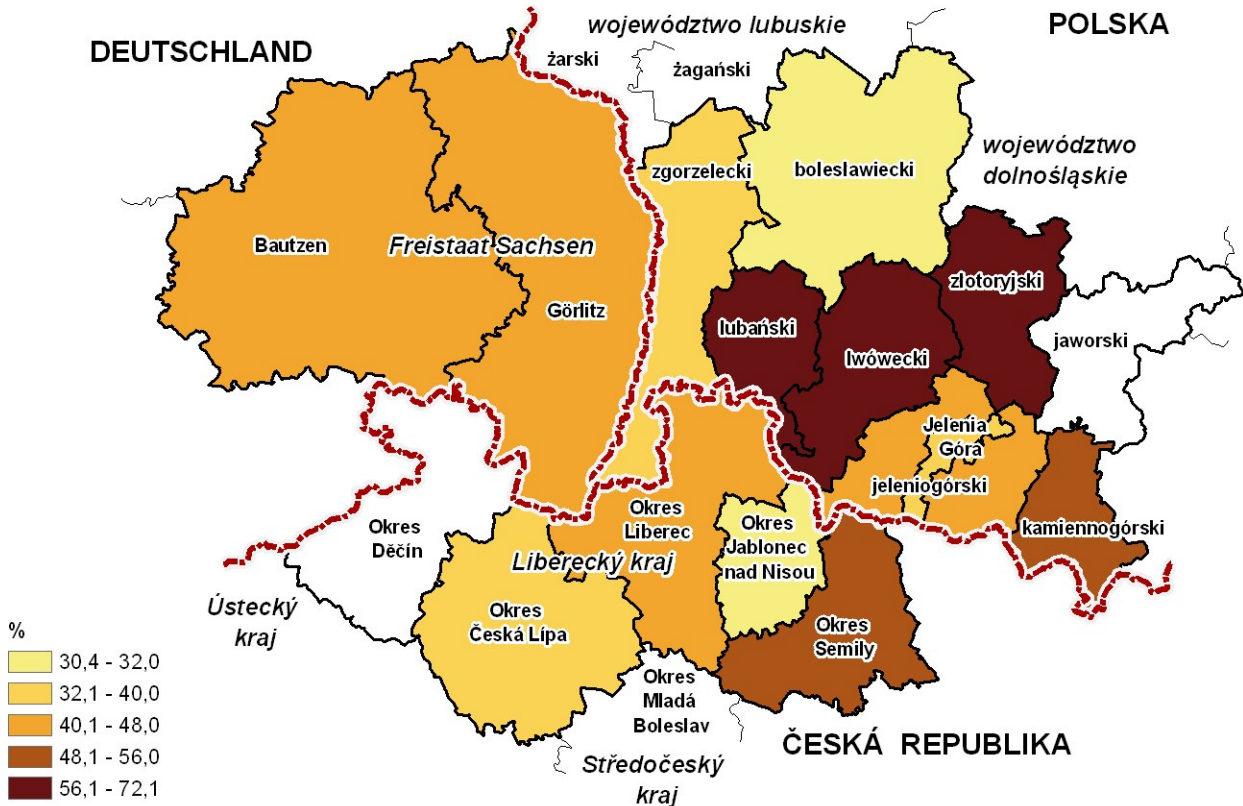 DEUTSCHLAND
województwo lubuskie
POLSKA
żarski
żagański
zgorzelecki
boleslawiecki
województwo
dolnośląskie
Bautzen
Freistaat Sachsen
Görlitz
zlotoryjski
lubański
lwówecki
jaworski
Jelenia
Góra
jeleniogórski
kamiennogórski
Okres
Děčín
Okres
Liberec
Okres
Jablonec
nad Nisou
Liberecký kraj
Ústecký
kraj
Okres
Česká Lípa
Okres
Semily
Okres
Mladá
Boleslav
ČESKÁ REPUBLIKA
Středočeský
kraj
%
30,4 - 32,0
32,1 - 40,0
40,1 - 48,0
48,1 - 56,0
56,1 - 72,1